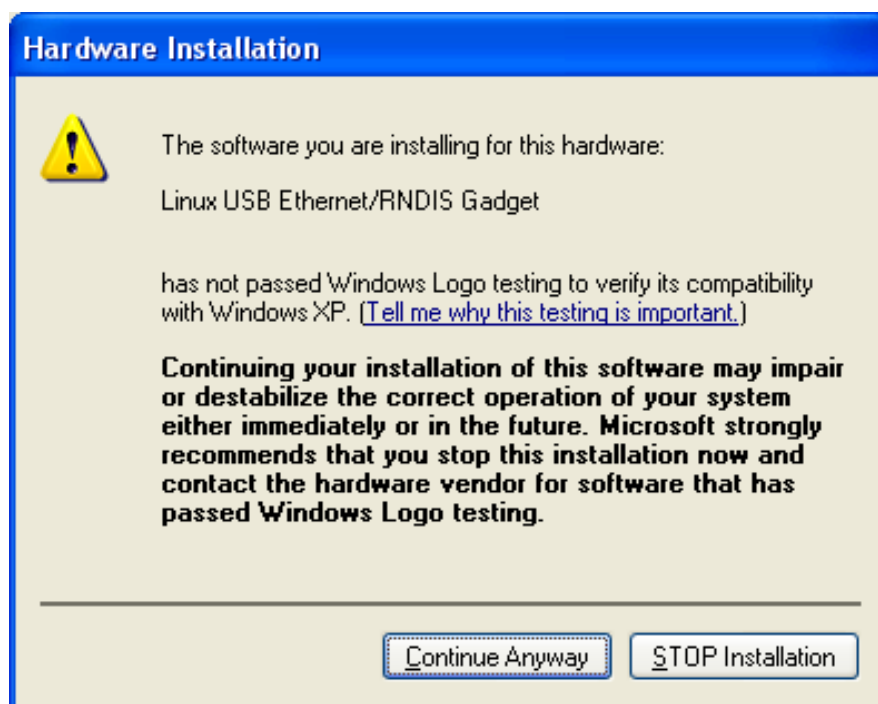 Hardware Installation
The software you are installing for this hardware:
Linux USB Ethernet/RNDIS Gadget
has not passed Windows Logo testing to verify its compatibility
with Windows XP. (Tell me why this testing is important.)
Continuing your installation of this software may impair
or destabilize the correct operation of your system
either immediately or in the future. Microsoft strongly
recommends that you stop this installation now and
contact the hardware vendor for software that has
passed Windows Logo testing.
Continue Anyway
STOP Installation